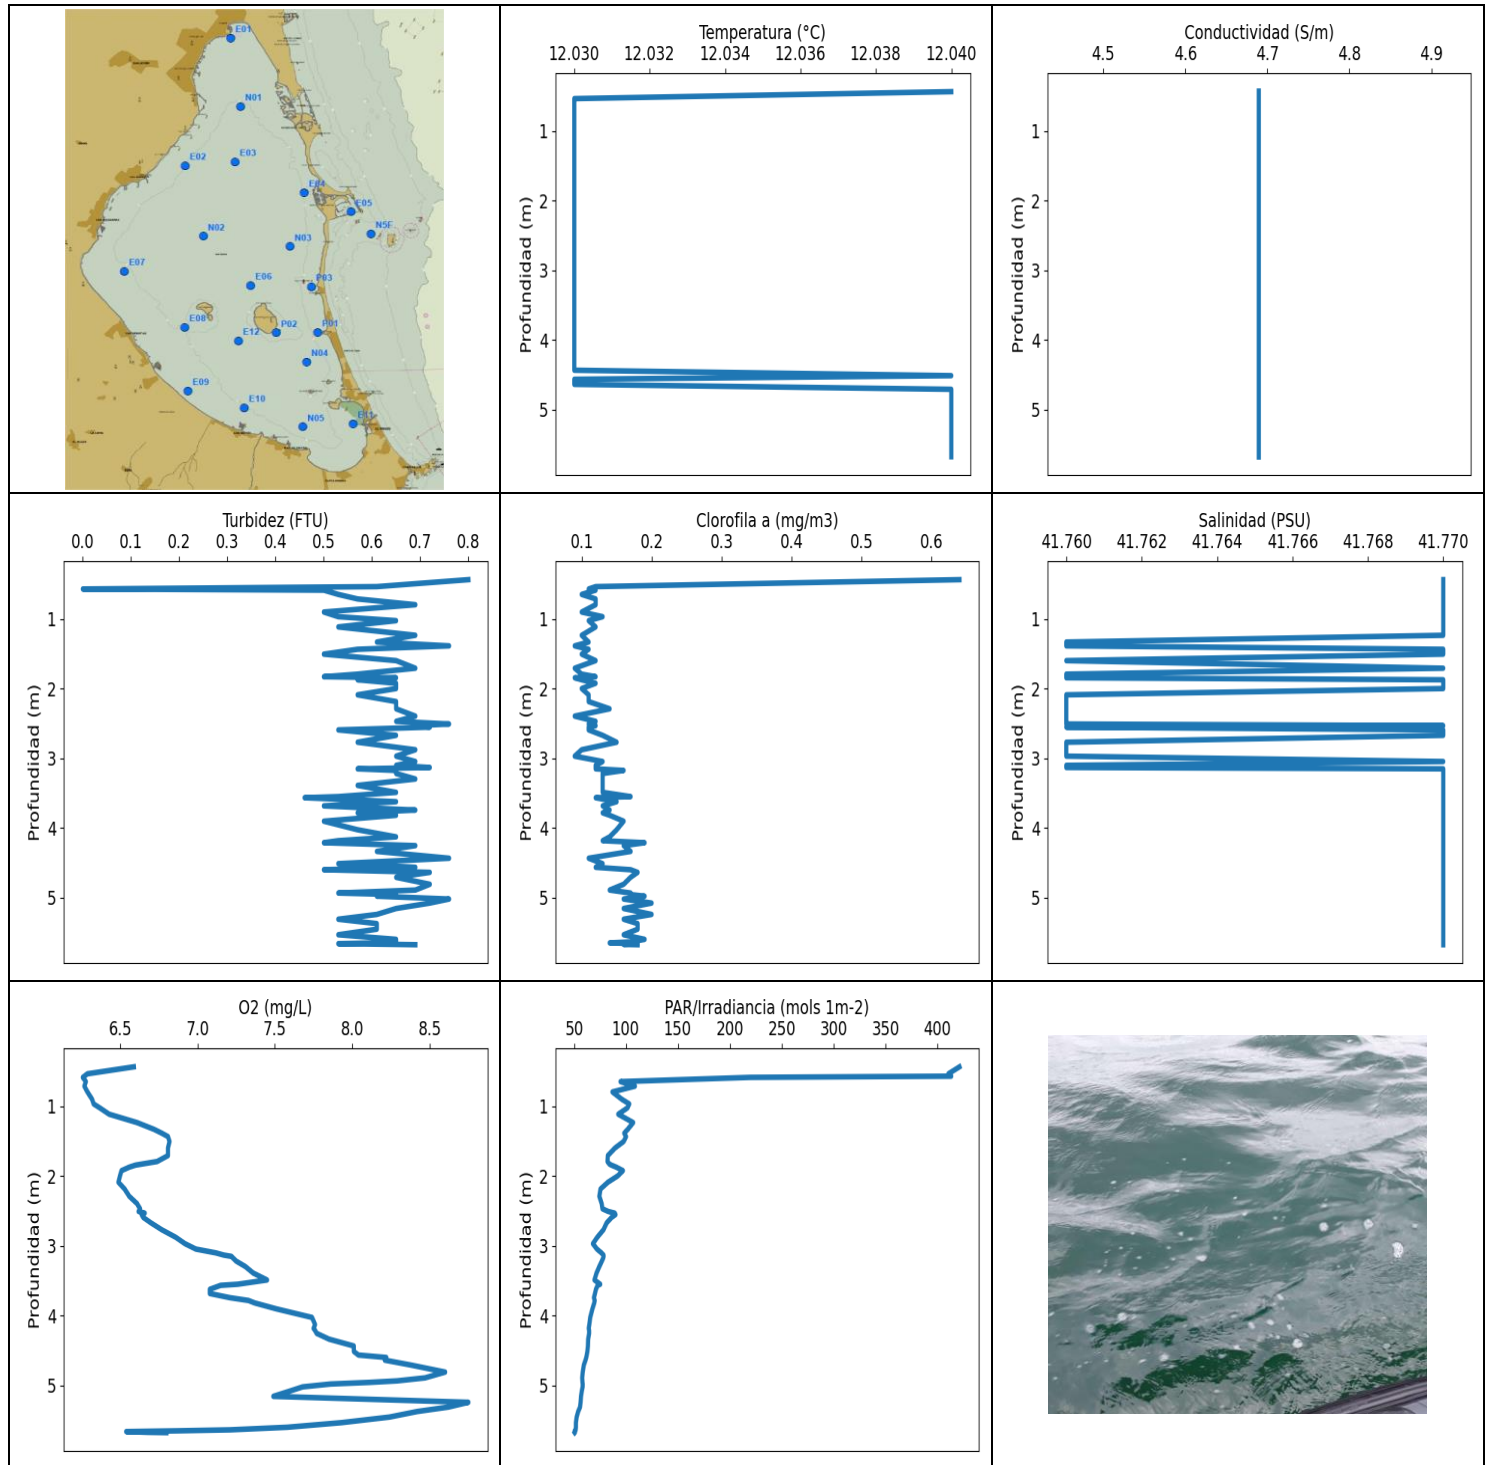 E01
N01
E02
E03
E04
E05
N5F
N02
N03
E07
E06
P03
E08
E12
P02
P01
N04
E09
E10
N05
E11
Temperatura (°C)
12.030 12.032 12.034 12.036 12.038 12.040
Profundidad (m)
1
2
3
4
5
Conductividad (S/m)
4.5 4.6 4.7 4.8 4.9
Profundidad (m)
1
2
3
4
5
Turbidez (FTU)
0.0 0.1 0.2 0.3 0.4 0.5 0.6 0.7 0.8
Profundidad (m)
1
2
3
4
5
Clorofila a (mg/m3)
0.1 0.2 0.3 0.4 0.5 0.6
Profundidad (m)
1
2
3
4
5
Salinidad (PSU)
41.760 41.762 41.764 41.766 41.768 41.770
Profundidad (m)
1
2
3
4
5
O2 (mg/L)
6.5 7.0 7.5 8.0 8.5
Profundidad (m)
1
2
3
4
5
PAR/Irradiancia (mols 1m-2)
50 100 150 200 250 300 350 400
Profundidad (m)
1
2
3
4
5